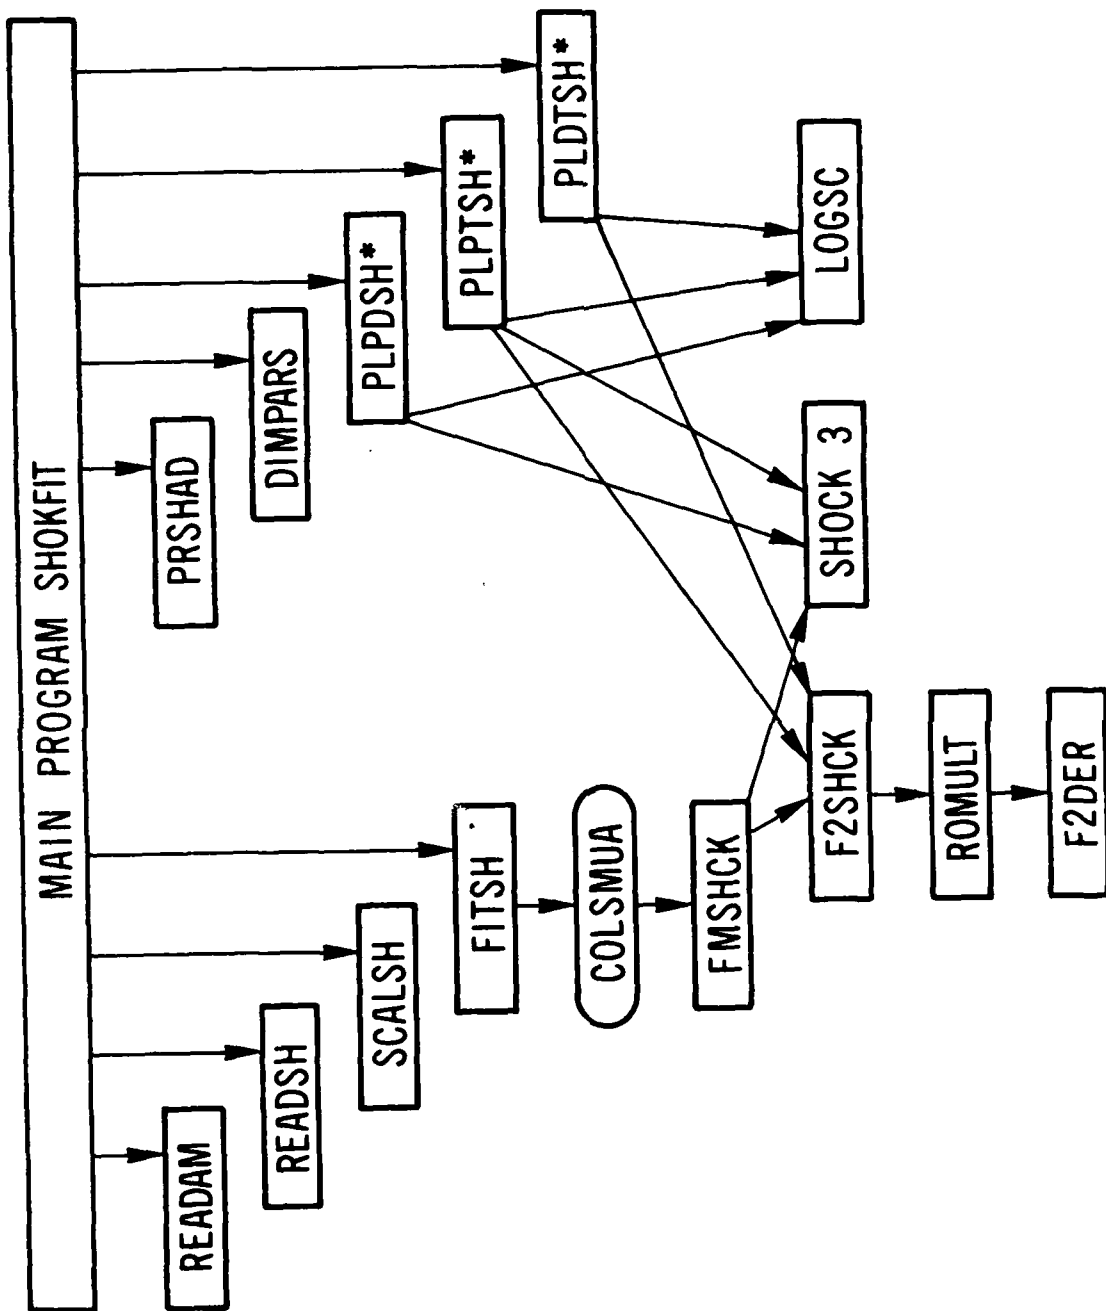 MAIN PROGRAM SHOKFIT
READAM
READSH
SCALSH
FITSH
COLSMUA
FMSHCK
PRSHAD
DIMPARS
PLPDSH*
PLPTSH*
PLDTSH*
F2SHCK
SHOCK 3
LOGSC
ROMULT
F2DER